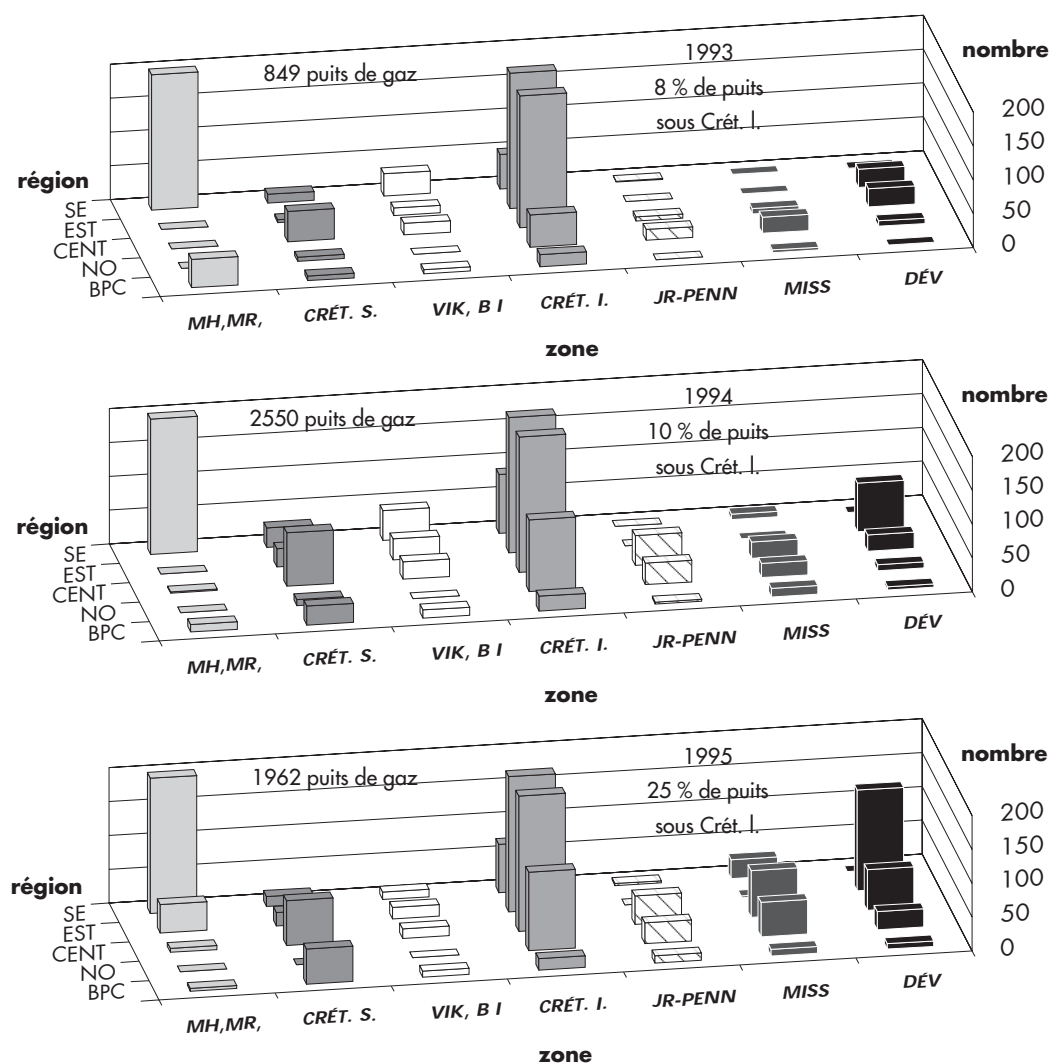 nombre
849 puits de gaz
1993
8 % de puits
sous Crét. I.
200
150
100
50
0
région
SE
EST
CENT
NO
BPC
MH,MR,
CRÉT. S.
VIK, B I
CRÉT. I.
JR-PENN
MISS
DÉV
zone
nombre
2550 puits de gaz
1994
10 % de puits
sous Crét. I.
200
150
100
50
0
région
SE
EST
CENT
NO
BPC
MH,MR,
CRÉT. S.
VIK, B I
CRÉT. I.
JR-PENN
MISS
DÉV
zone
nombre
1962 puits de gaz
1995
25 % de puits
sous Crét. I.
200
150
100
50
0
région
SE
EST
CENT
NO
BPC
MH,MR,
CRÉT. S.
VIK, B I
CRÉT. I.
JR-PENN
MISS
DÉV
zone